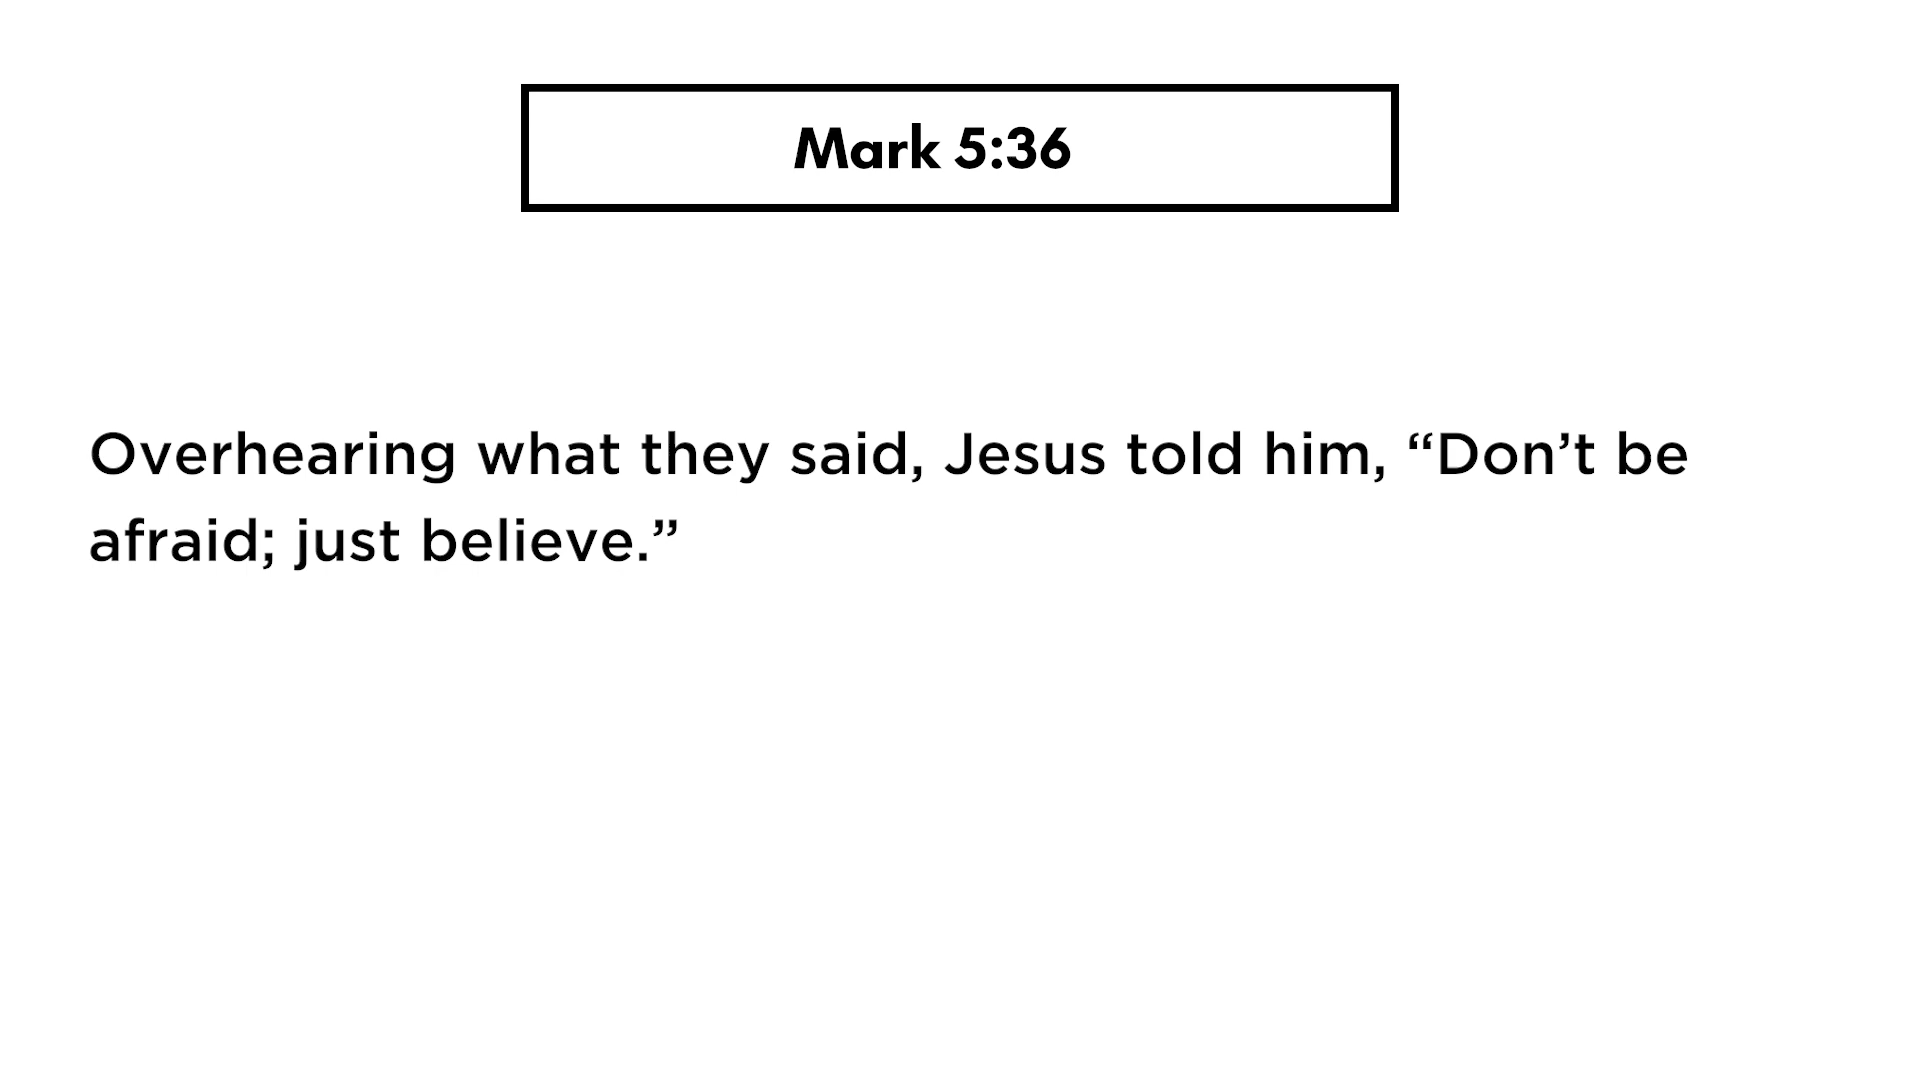 Mark 5:36
Overhearing what they said, Jesus told him, “Don’t be
afraid; just believe.”